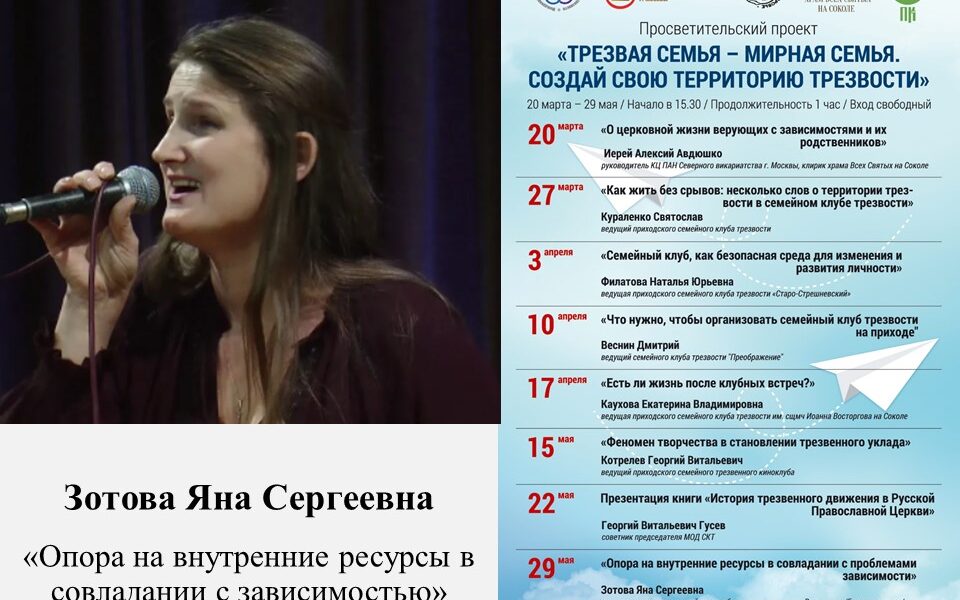 НА СОКОЛЕ
ПК
Просветительский проект
«ТРЕЗВАЯ СЕМЬЯ – МИРНАЯ СЕМЬЯ.
СОЗДАЙ СВОЮ ТЕРРИТОРИЮ ТРЕЗВОСТИ»
20 марта – 29 мая / Начало в 15.30 / Продолжительность 1 час / Вход свободный
20 марта
«О церковной жизни верующих с зависимостями и их
родственников»
Иерей Алексий Авдюшко
руководитель КЦ ПАН Северного викариатства г. Москвы, клирик храма Всех Святых на Соколе
27 марта
«Как жить без срывов: несколько слов о территории трез-
вости в семейном клубе трезвости»
Кураленко Святослав
ведущий приходского семейного клуба трезвости
3 апреля
«Семейный клуб, как безопасная среда для изменения и
развития личности»
Филатова Наталья Юрьевна
ведущая приходского семейного клуба трезвости «Старо-Стрешневский»
10 апреля
«Что нужно, чтобы организовать семейный клуб трезвости
на приходе"
Веснин Дмитрий
ведущий семейного клуба трезвости "Преображение"
17 апреля
«Есть ли жизнь после клубных встреч?»
Каухова Екатерина Владимировна
ведущая приходского семейного клуба трезвости им. сщмч Иоанна Восторгова на Соколе
15 мая
«Феномен творчества в становлении трезвенного уклада»
Котрелев Георгий Витальевич
ведущий приходского семейного трезвенного киноклуба
22 мая
Презентация книги «История трезвенного движения в Русской
Православной Церкви»
Георгий Витальевич Гусев
советник председателя МОД СКТ
29 мая
«Опора на внутренние ресурсы в совладании с проблемами
зависимости»
Зотова Яна Сергеевна
Зотова Яна Сергеевна
«Опора на внутренние ресурсы в
совладании с зависимостью»